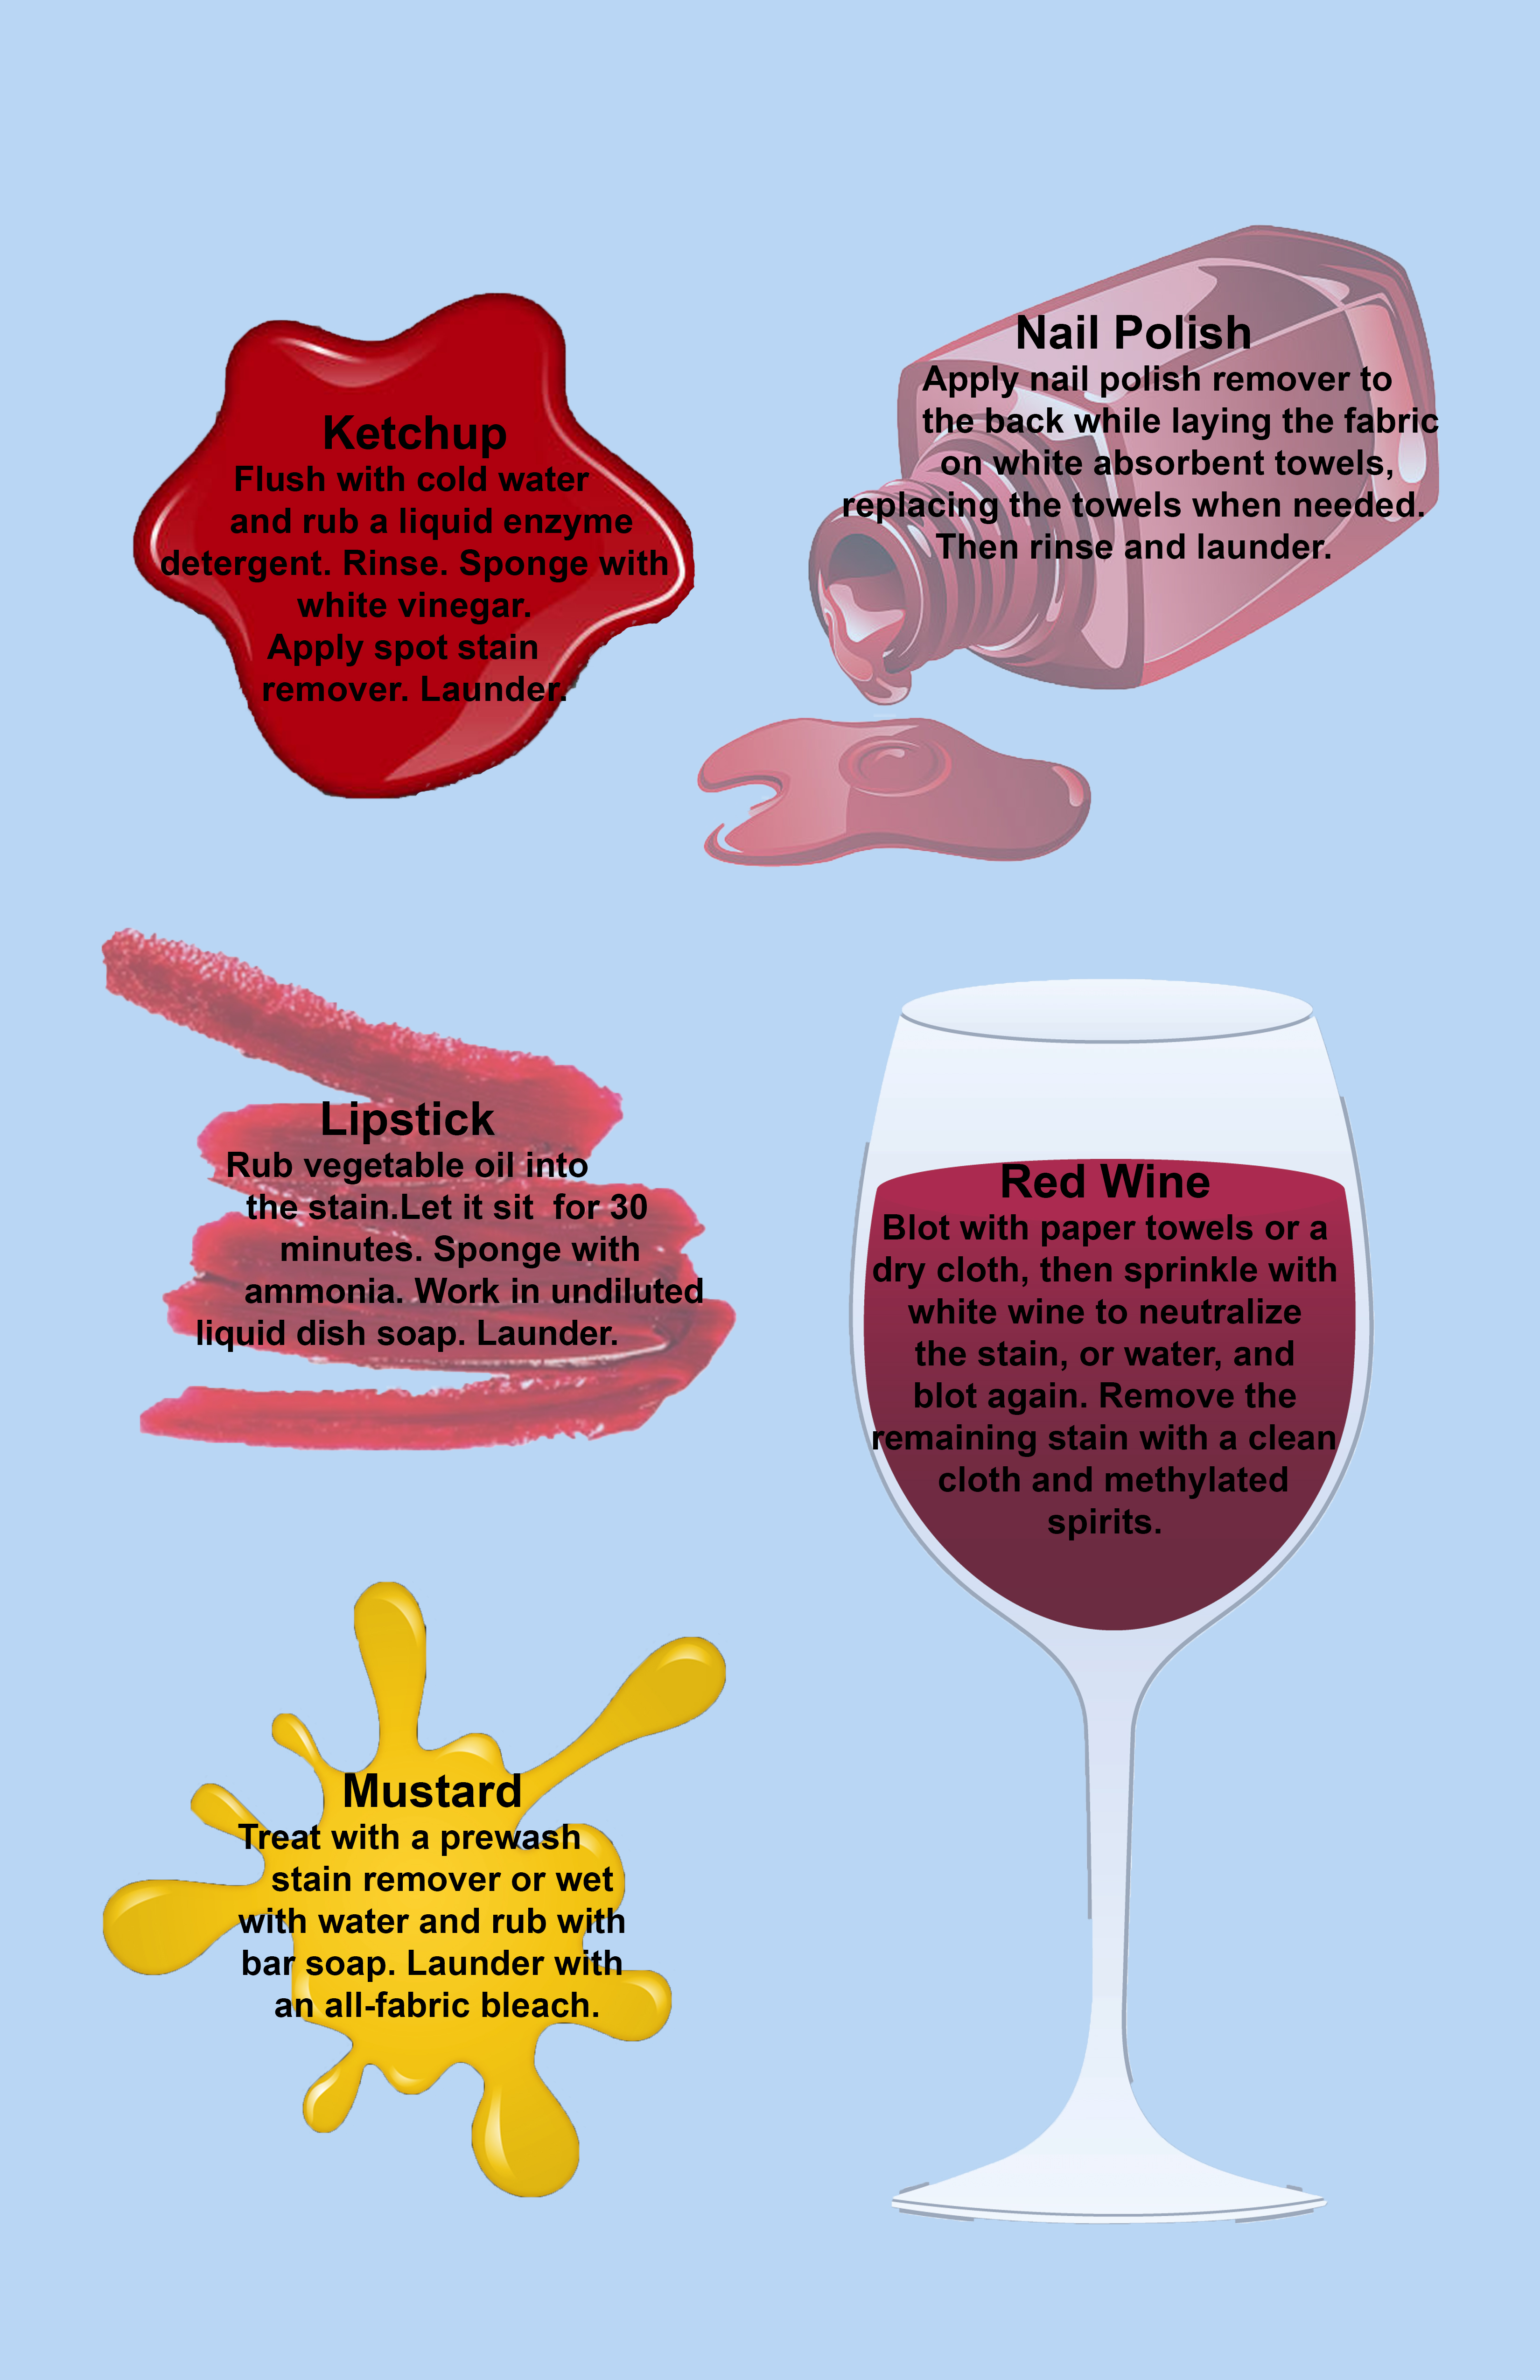 Ketchup
Flush with cold water
and rub a liquid enzyme
detergent. Rinse. Sponge with
white vinegar.
Apply spot stain
remover. Launder.
Nail Polish
Apply nail polish remover to
the back while laying the fabric
on white absorbent towels,
replacing the towels when needed.
Then rinse and launder.
Lipstick
Rub vegetable oil into
the stain.Let it sit  for 30
minutes. Sponge with
ammonia. Work in undiluted
liquid dish soap. Launder.
Red Wine
Blot with paper towels or a
dry cloth, then sprinkle with
white wine to neutralize
the stain, or water, and
blot again. Remove the
remaining stain with a clean
cloth and methylated
spirits.
Mustard
Treat with a prewash
stain remover or wet
with water and rub with
bar soap. Launder with
an all-fabric bleach.